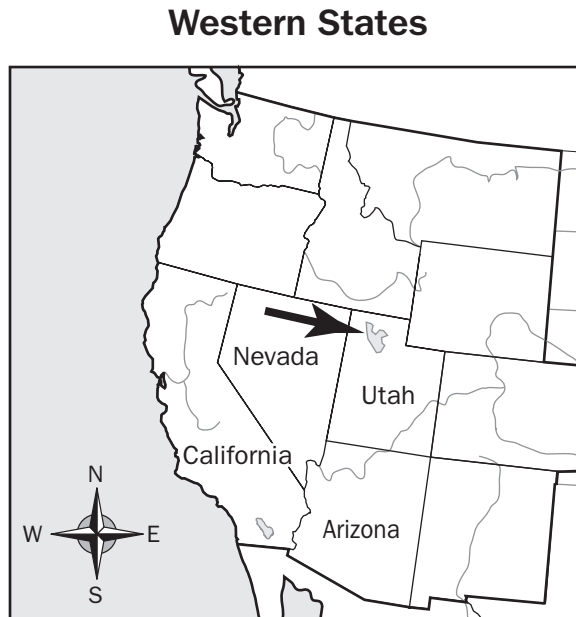 Western States
Nevada
Utah
California
Arizona
N
W
E
S